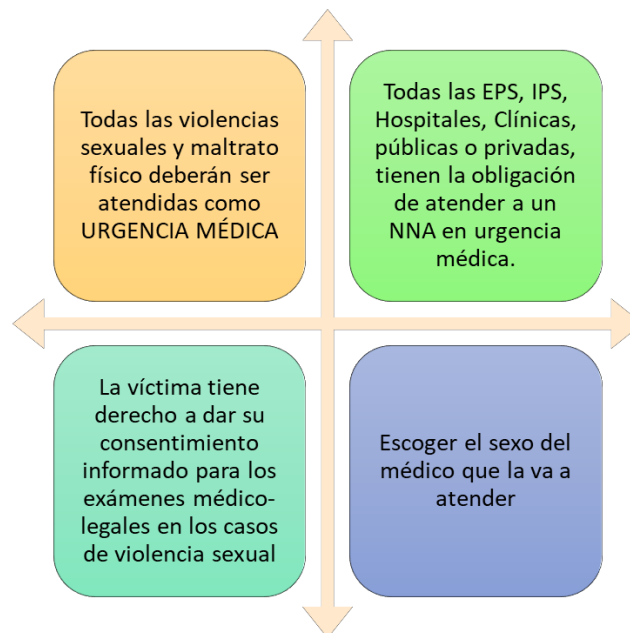 Todas las violencias
sexuales y maltrato
físico deberán ser
atendidas como
URGENCIA MÉDICA
Todas las EPS, IPS,
Hospitales, Clínicas,
públicas o privadas,
tienen la obligación
de atender a un
NNA en urgencia
médica.
La víctima tiene
derecho a dar su
consentimiento
informado para los
exámenes médico-
legales en los casos
de violencia sexual
Escoger el sexo del
médico que la va a
atender